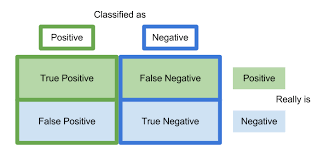 Classified as
Positive Negative
True Positive False Negative Positive
Really is
False Positive True Negative Negative